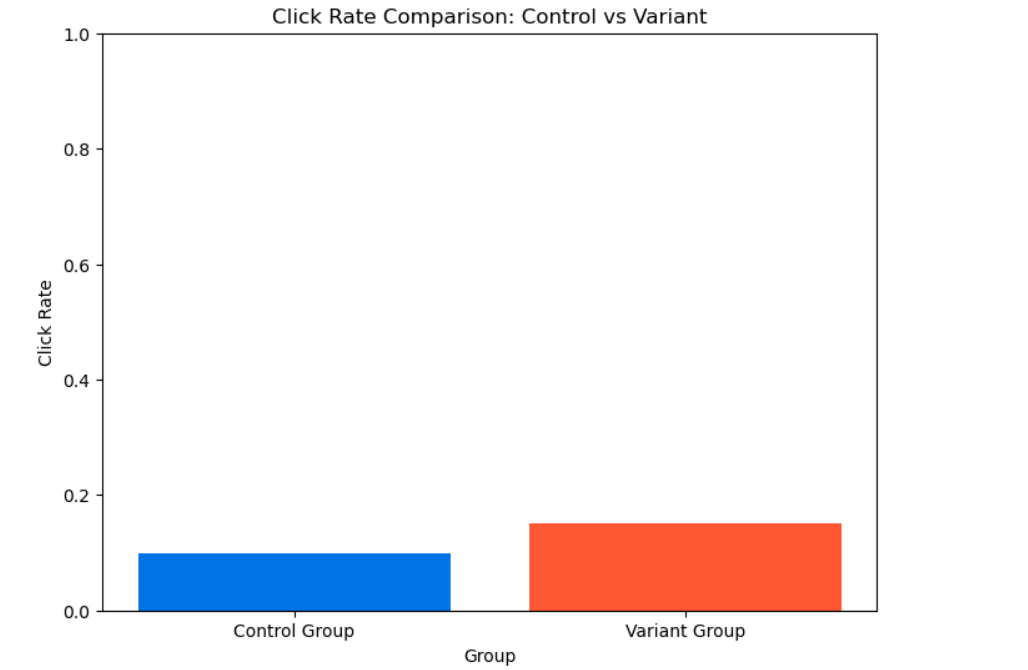 Click Rate Comparison: Control vs Variant
1.0
0.8
0.6
0.4
0.2
0.0
Click Rate
Control Group
Variant Group
Group